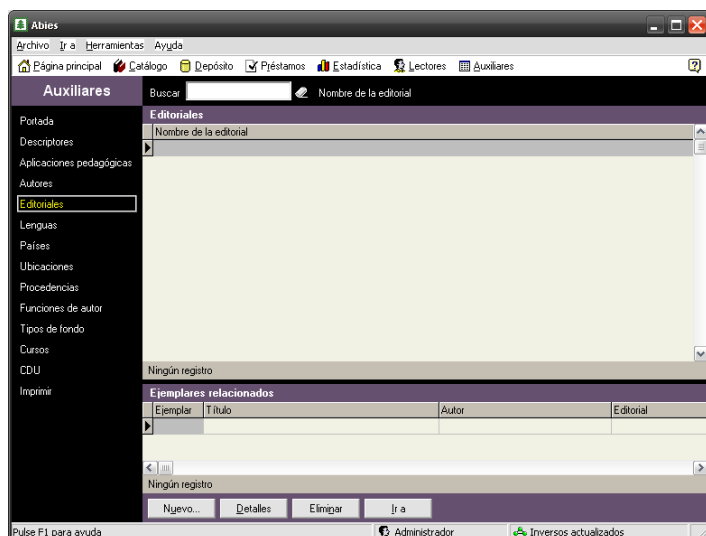 Abies
Archivo Ir a Herramientas Ayuda
Página principal Catálogo Depósito Préstamos Estadística Lectores Auxiliares
Auxiliares
Buscar Nombre de la editorial
Portada
Descriptores
Aplicaciones pedagógicas
Autores
Editoriales
Lenguas
Países
Ubicaciones
Procedencias
Funciones de autor
Tipos de fondo
Cursos
CDU
Imprimir
Editoriales
Nombre de la editorial
Ningún registro
Ejemplares relacionados
Ejemplar Título Autor Editorial
Ningún registro
Nuevo... Detalles Eliminar Ir a
Pulse F1 para ayuda Administrador Inversos actualizados